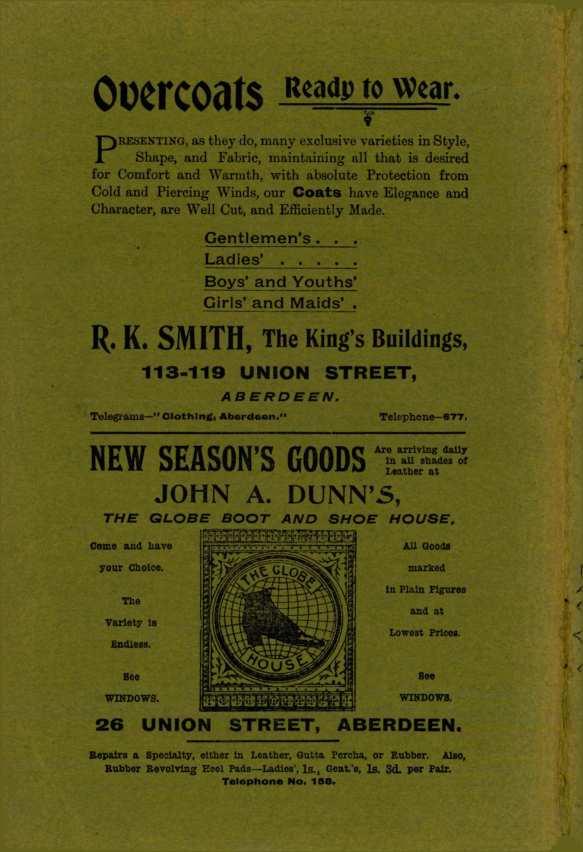 Overcoats Ready to Wear.
PRESENTING, as they do, many exclusive varieties in Style,
Shape, and Fabric, maintaining all that is desired
for Comfort and Warmth, with absolute Protection from
Cold and Piercing Winds, our Coats have Elegance and
Character, are Well Cut, and Efficiently Made.
Gentlemen's . . .
Ladies' . . . . .
Boys' and Youths'
Girls' and Maids' .
R. K. SMITH, The King's Buildings,
113-119 UNION STREET,
ABERDEEN.
Telegrams—"Clothing, Aberdeen." Telephone—677.
NEW SEASON'S GOODS Are arriving daily
in all shades of
Leather at
JOHN A. DUNN'S,
THE GLOBE BOOT AND SHOE HOUSE.
Come and have
your Choice.
The
Variety is
Endless.
See
WINDOWS.
THE GLOBE
HOUSE
All Goods
marked
in Plain Figures
and at
Lowest Prices.
See
WINDOWS.
26 UNION STREET, ABERDEEN.
Repairs a Specialty, either in Leather, Gutta Percha, or Rubber. Also,
Rubber Revolving Heel Pads—Ladies', 1s., Gent.'s, 1s. 3d. per Pair.
Telephone No. 158.